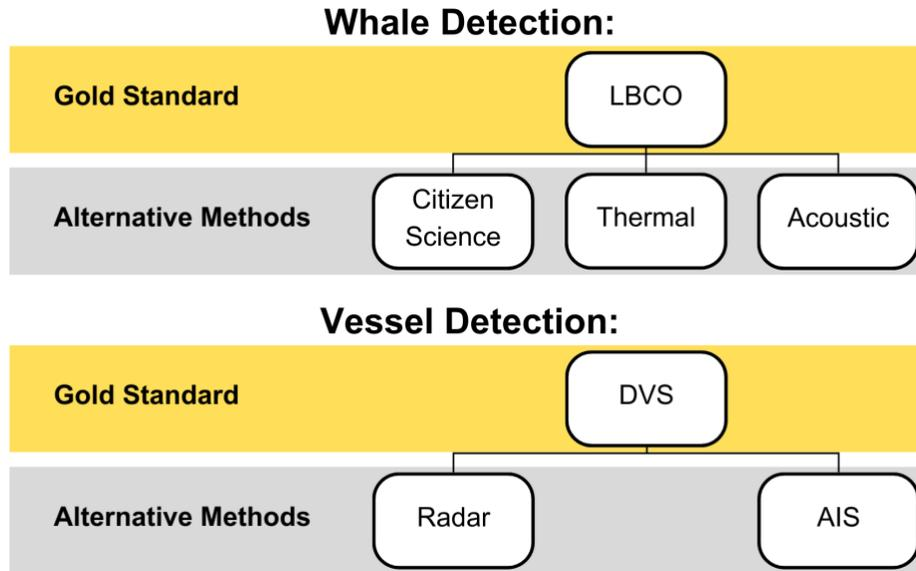 Whale Detection:
Gold Standard
LBCO
Alternative Methods
Citizen
Science
Thermal
Acoustic
Vessel Detection:
Gold Standard
DVS
Alternative Methods
Radar
AIS